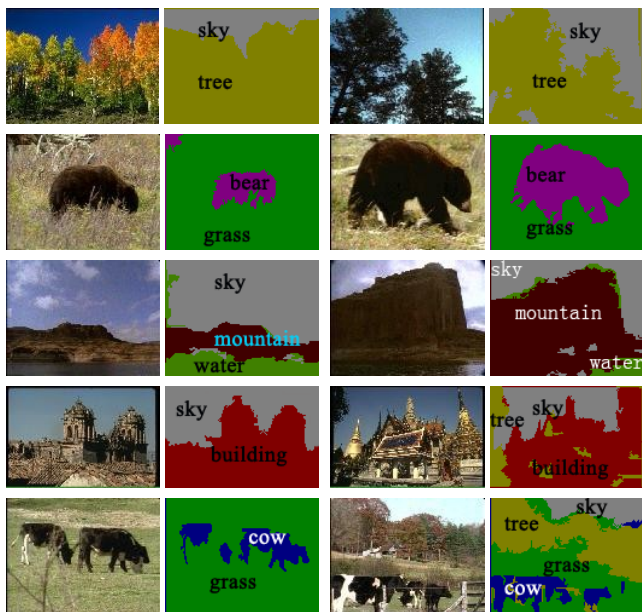 sky
tree
sky
tree
bear
grass
bear
grass
sky
mountain
water
sky
mountain
water
sky
building
sky
tree
building
cow
grass
sky
tree
grass
cow